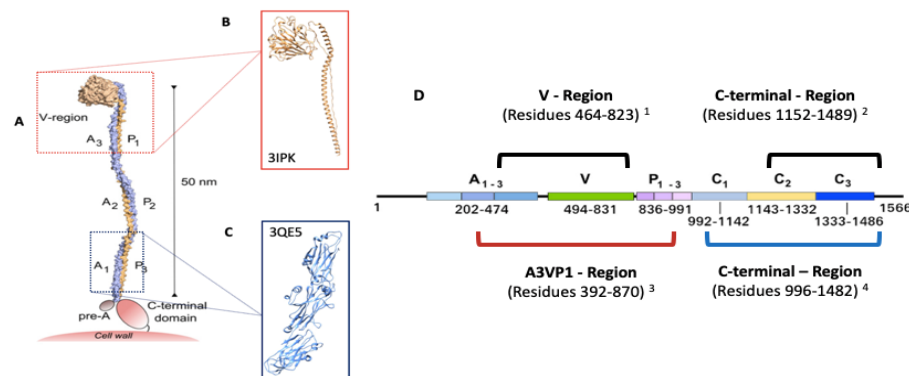 A
V-region
A3
P1
50 nm
A2
P2
A1
P3
pre-A
C-terminal
domain
Cell wall
B
3IPK
C
3QE5
D
V - Region
(Residues 464-823) 1
C-terminal - Region
(Residues 1152-1489) 2
A1-3
V
P1-3
C1
C2
C3
1
202-474
494-831
836-991
992-1142
1143-1332
1333-1486
1566
A3VP1 - Region
(Residues 392-870) 3
C-terminal – Region
(Residues 996-1482) 4